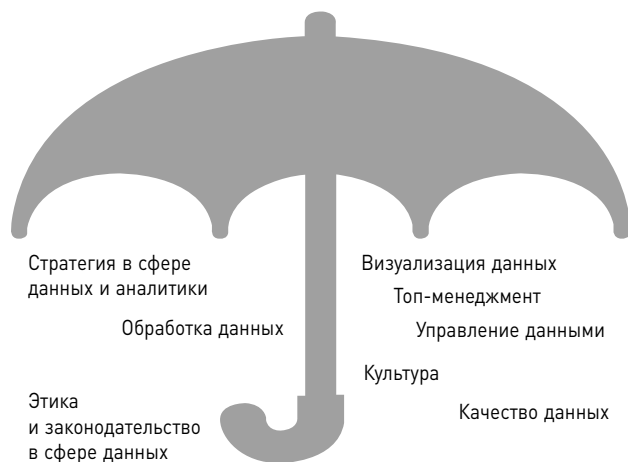 Стратегия в сфере
данных и аналитики
Обработка данных
Этика
и законодательство
в сфере данных
Визуализация данных
Топ-менеджмент
Управление данными
Культура
Качество данных